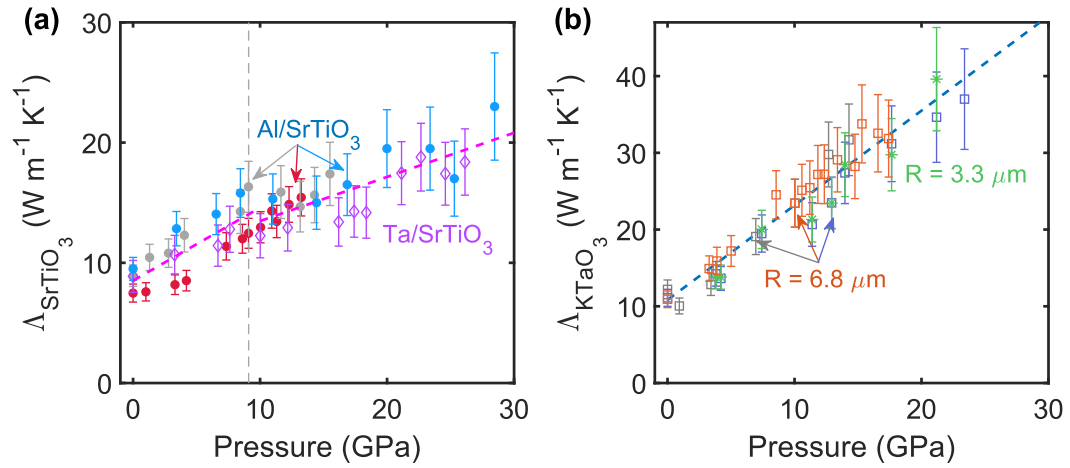 (a)
30
20
10
0
Λ_SrTiO₃ (W m⁻¹ K⁻¹)
Al/SrTiO₃
Ta/SrTiO₃
0 10 20 30
Pressure (GPa)
(b)
40
30
20
10
0
Λ_KTaO₃ (W m⁻¹ K⁻¹)
R = 3.3 μm
R = 6.8 μm
0 10 20 30
Pressure (GPa)